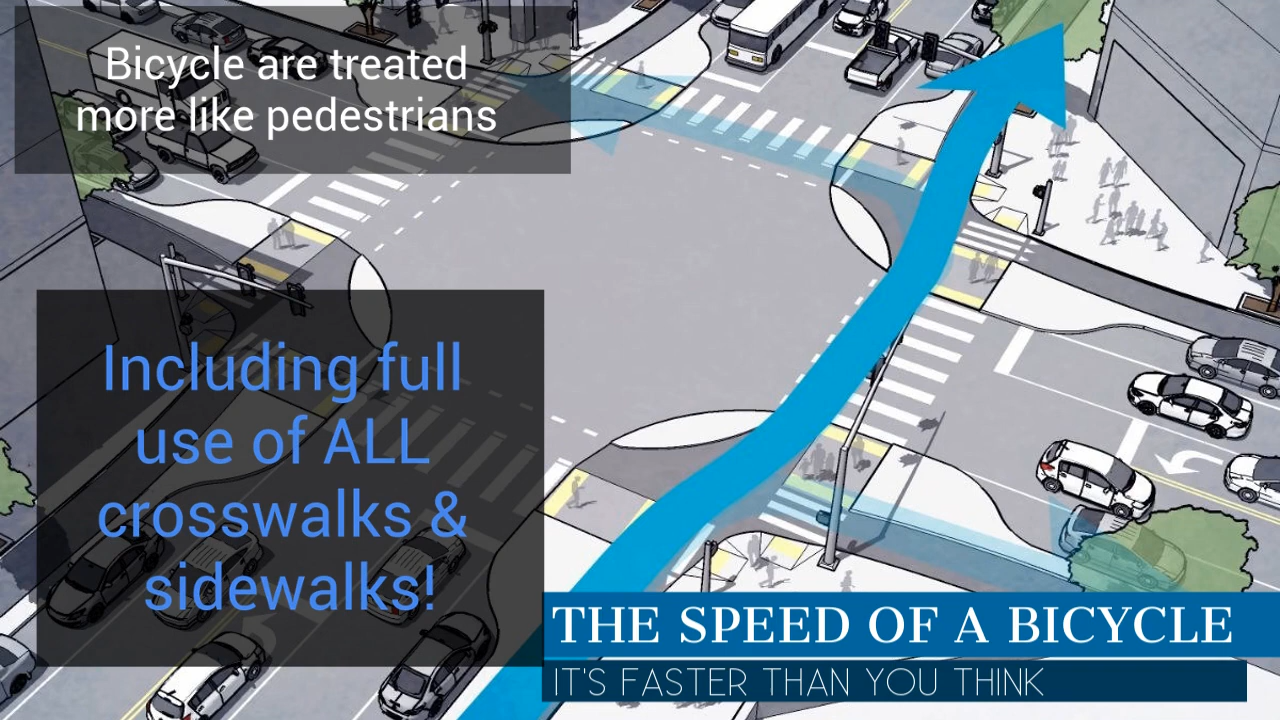 Bicycle are treated
more like pedestrians
Including full
use of ALL
crosswalks &
sidewalks!
THE SPEED OF A BICYCLE
IT'S FASTER THAN YOU THINK